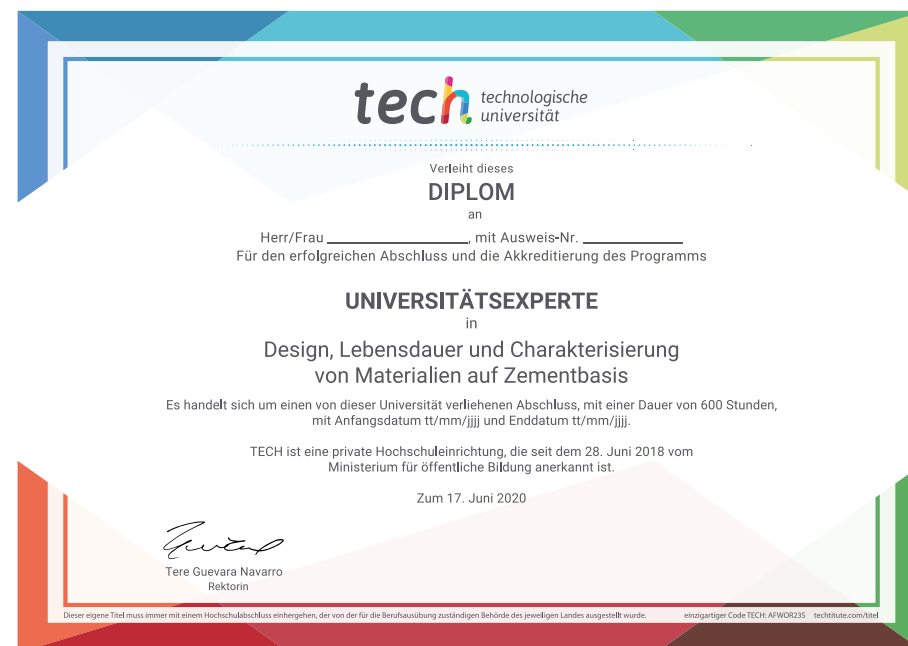 tech technologische
universität
Verleiht dieses
DIPLOM
an
Herr/Frau ____________________, mit Ausweis-Nr. ______________
Für den erfolgreichen Abschluss und die Akkreditierung des Programms
UNIVERSITÄTSEXPERTE
in
Design, Lebensdauer und Charakterisierung
von Materialien auf Zementbasis
Es handelt sich um einen von dieser Universität verliehenen Abschluss, mit einer Dauer von 600 Stunden,
mit Anfangsdatum tt/mm/jjjj und Enddatum tt/mm/jjjj.
TECH ist eine private Hochschuleinrichtung, die seit dem 28. Juni 2018 vom
Ministerium für öffentliche Bildung anerkannt ist.
Zum 17. Juni 2020
Tere Guevara Navarro
Rektorin
Dieser eigene Titel muss immer mit einem Hochschulabschluss einhergehen, der von der für die Berufsausübung zuständigen Behörde des jeweiligen Landes ausgestellt wurde. einzigartiger Code TECH: AFWOR235 techtitute.com/titel